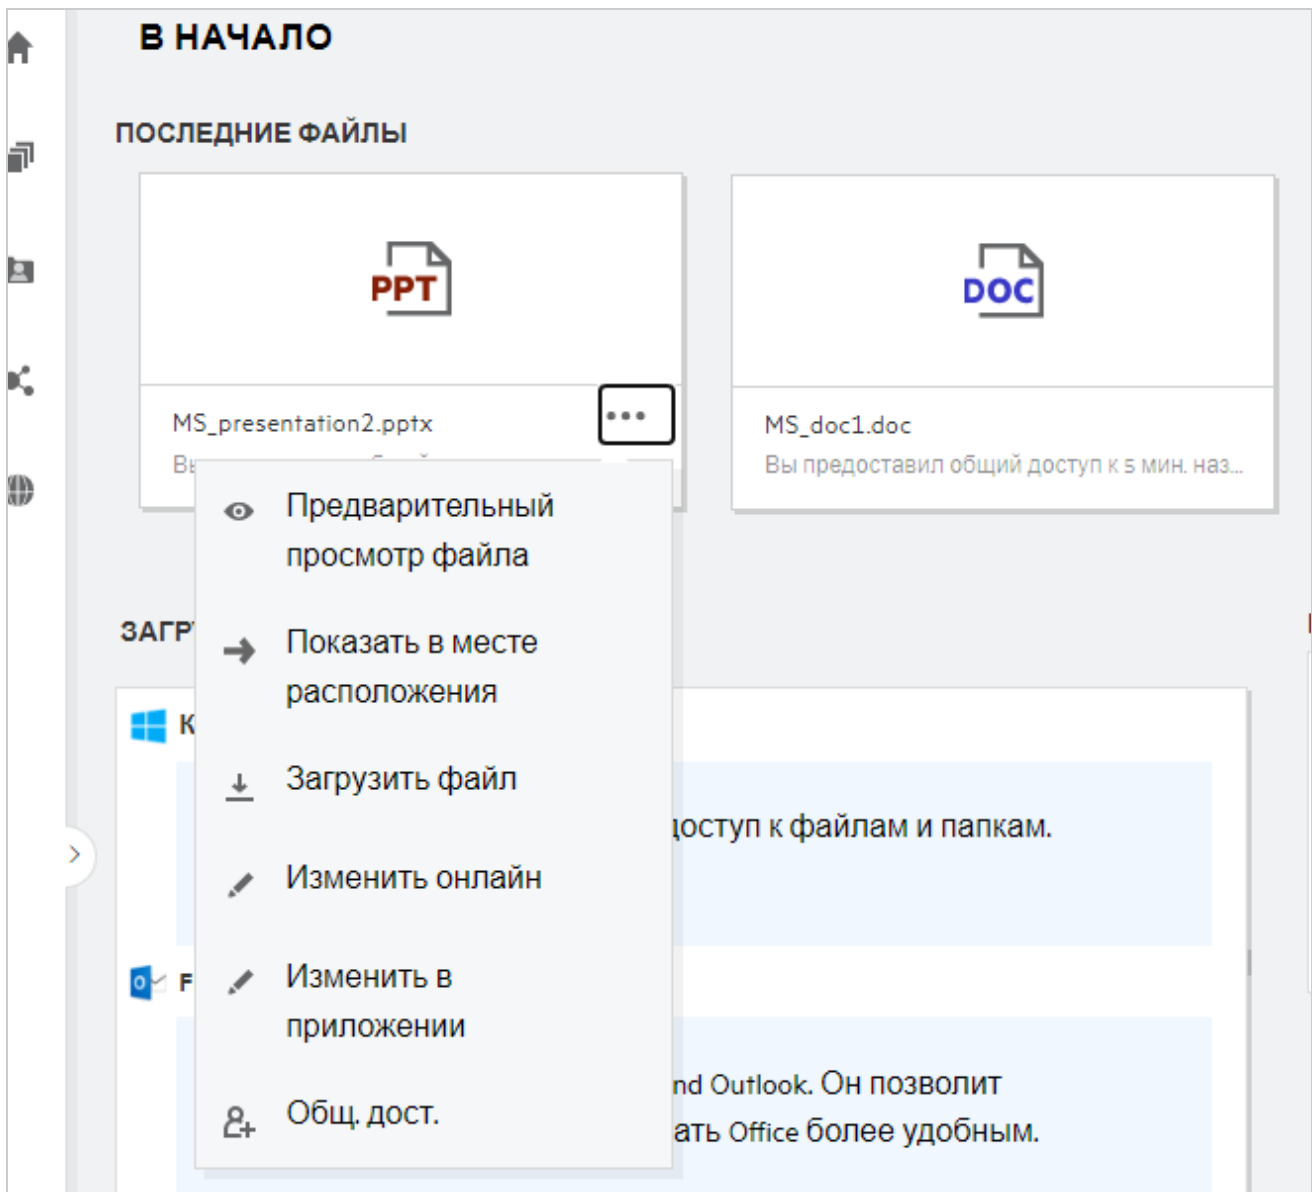 В НАЧАЛО
ПОСЛЕДНИЕ ФАЙЛЫ
PPT
DOC
MS_presentation2.pptx
MS_doc1.doc
Вы предоставил общий доступ к 5 мин. наз...
Предварительный
просмотр файла
Показать в месте
расположения
Загрузить файл
доступ к файлам и папкам.
Изменить онлайн
Изменить в
приложении
Outlook. Он позволит
Общ. дост.
Office более удобным.